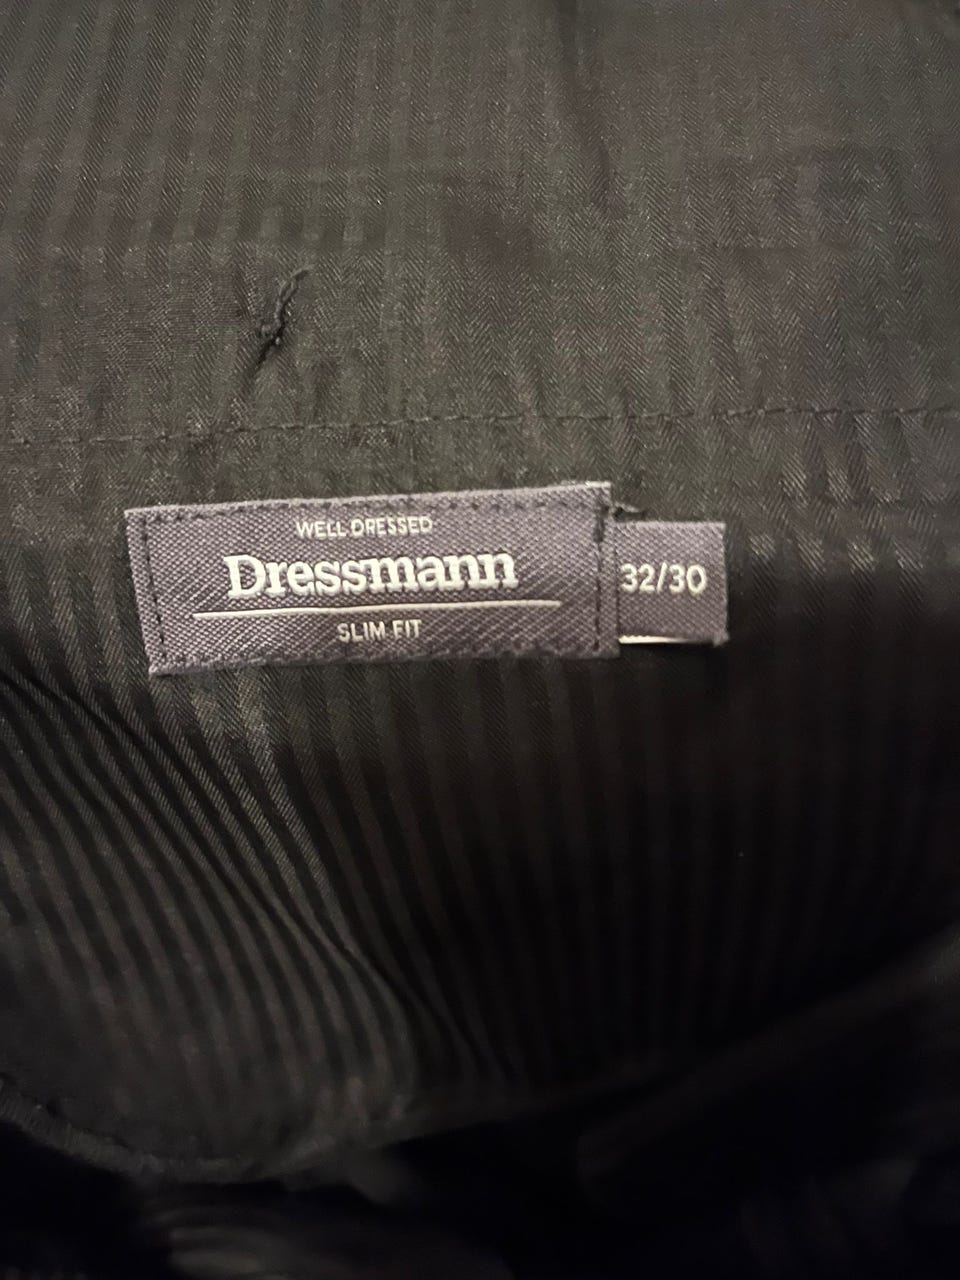 WELL DRESSED
Dressmann
SLIM FIT
32/30